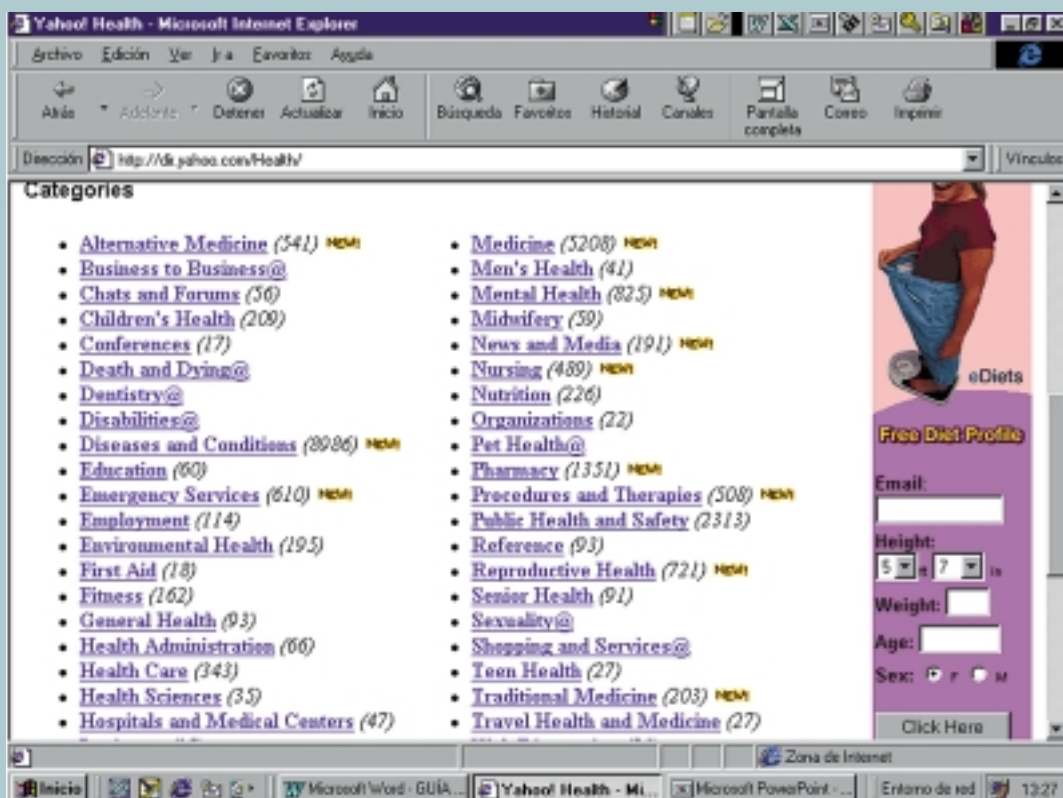 Yahoo! Health - Microsoft Internet Explorer
Archivo Edición Ver Ir a Favoritos Ayuda
Atrás Adelante Detener Actualizar Inicio Búsqueda Favoritos Historial Canales Pantalla completa Correo Imprimir
Dirección http://dir.yahoo.com/Health/ Vínculos
Categories
Alternative Medicine (541) NEW!
Business to Business@
Chats and Forums (56)
Children's Health (209)
Conferences (17)
Death and Dying@
Dentistry@
Disabilities@
Diseases and Conditions (8986) NEW!
Education (60)
Emergency Services (610) NEW!
Employment (114)
Environmental Health (195)
First Aid (18)
Fitness (162)
General Health (93)
Health Administration (66)
Health Care (343)
Health Sciences (35)
Hospitals and Medical Centers (47)
Medicine (5208) NEW!
Men's Health (41)
Mental Health (825) NEW!
Midwifery (59)
News and Media (191) NEW!
Nursing (489) NEW!
Nutrition (226)
Organizations (22)
Pet Health@
Pharmacy (1351) NEW!
Procedures and Therapies (508) NEW!
Public Health and Safety (2313)
Reference (93)
Reproductive Health (721) NEW!
Senior Health (91)
Sexuality@
Shopping and Services@
Teen Health (27)
Traditional Medicine (203) NEW!
Travel Health and Medicine (27)
eDiets
Free Diet Profile
Email:
Height:
5 ft 7 in
Weight:
Age:
Sex: F M
Click Here
Zona de Internet
Inicio Microsoft Word - GUÍA ... Yahoo! Health - Mi... Microsoft PowerPoint - ... Entorno de red 13:27